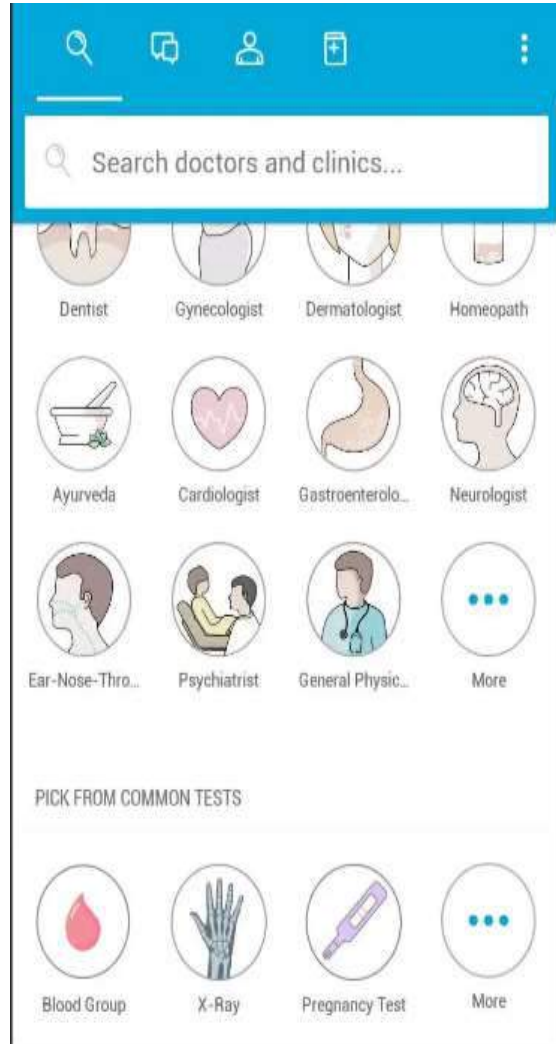 Search doctors and clinics...
Dentist Gynecologist Dermatologist Homeopath
Ayurveda Cardiologist Gastroenterolo... Neurologist
Ear-Nose-Thro... Psychiatrist General Physic... More
PICK FROM COMMON TESTS
Blood Group X-Ray Pregnancy Test More